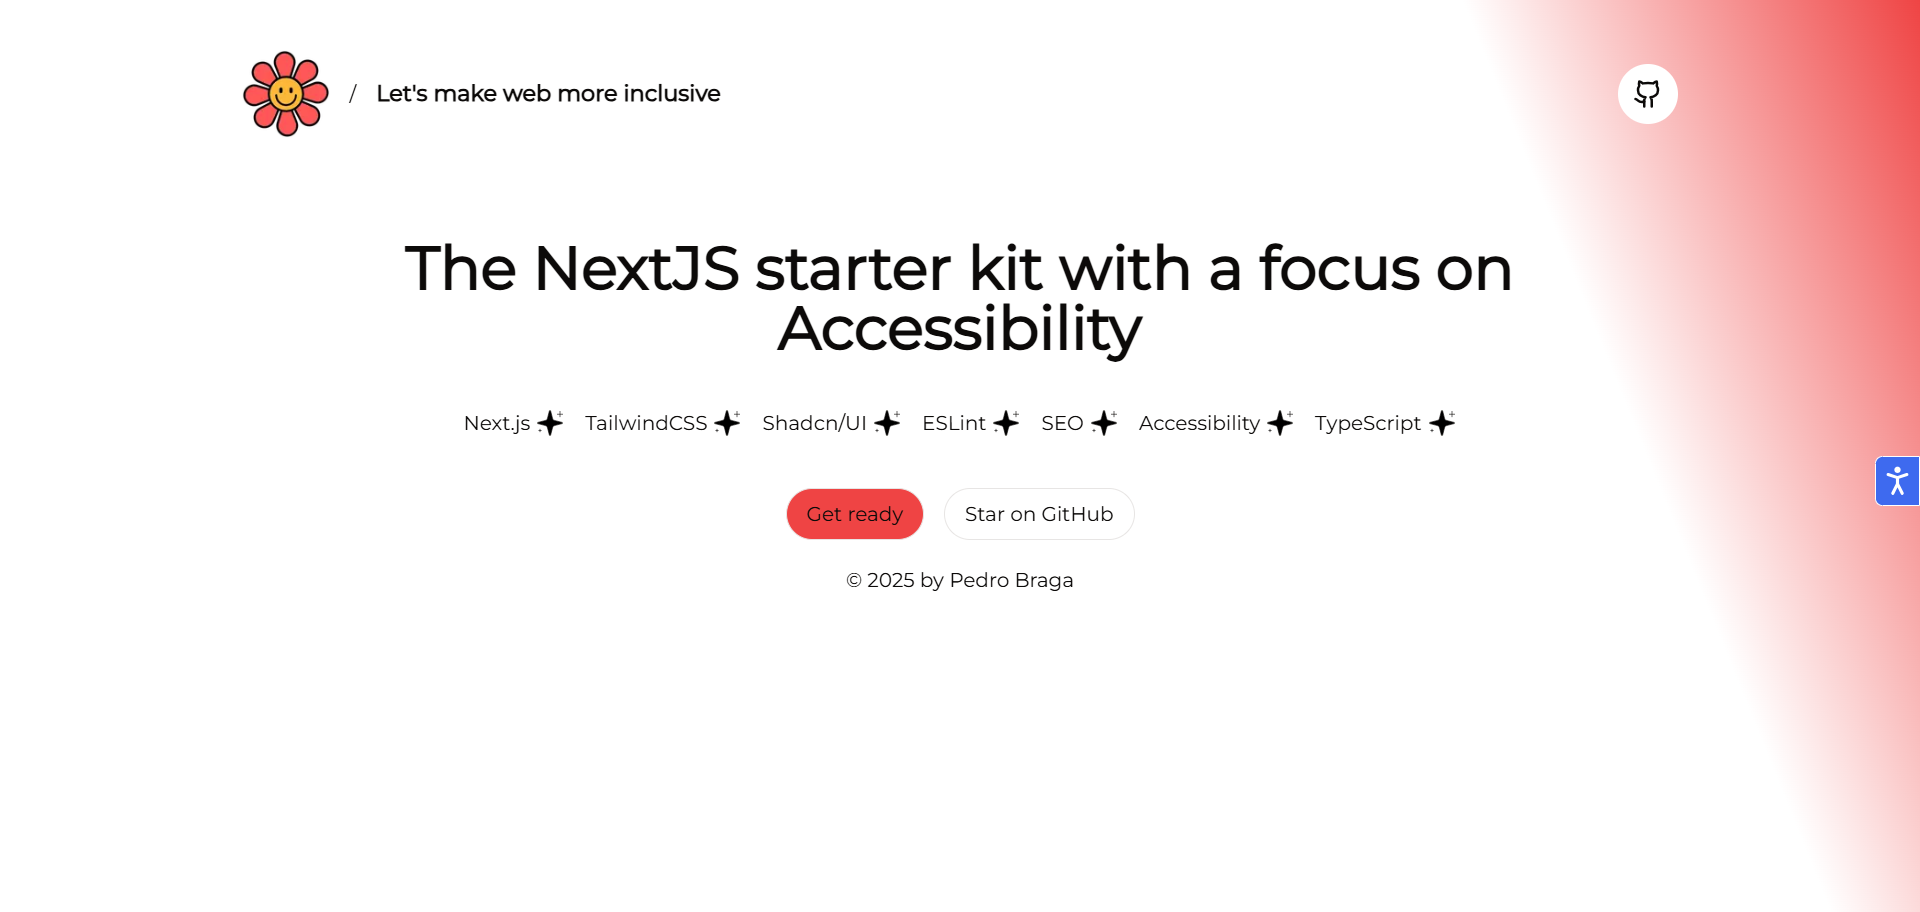 / Let's make web more inclusive
The NextJS starter kit with a focus on
Accessibility
Next.js TailwindCSS Shadcn/UI ESLint SEO Accessibility TypeScript
Get ready Star on GitHub
© 2025 by Pedro Braga